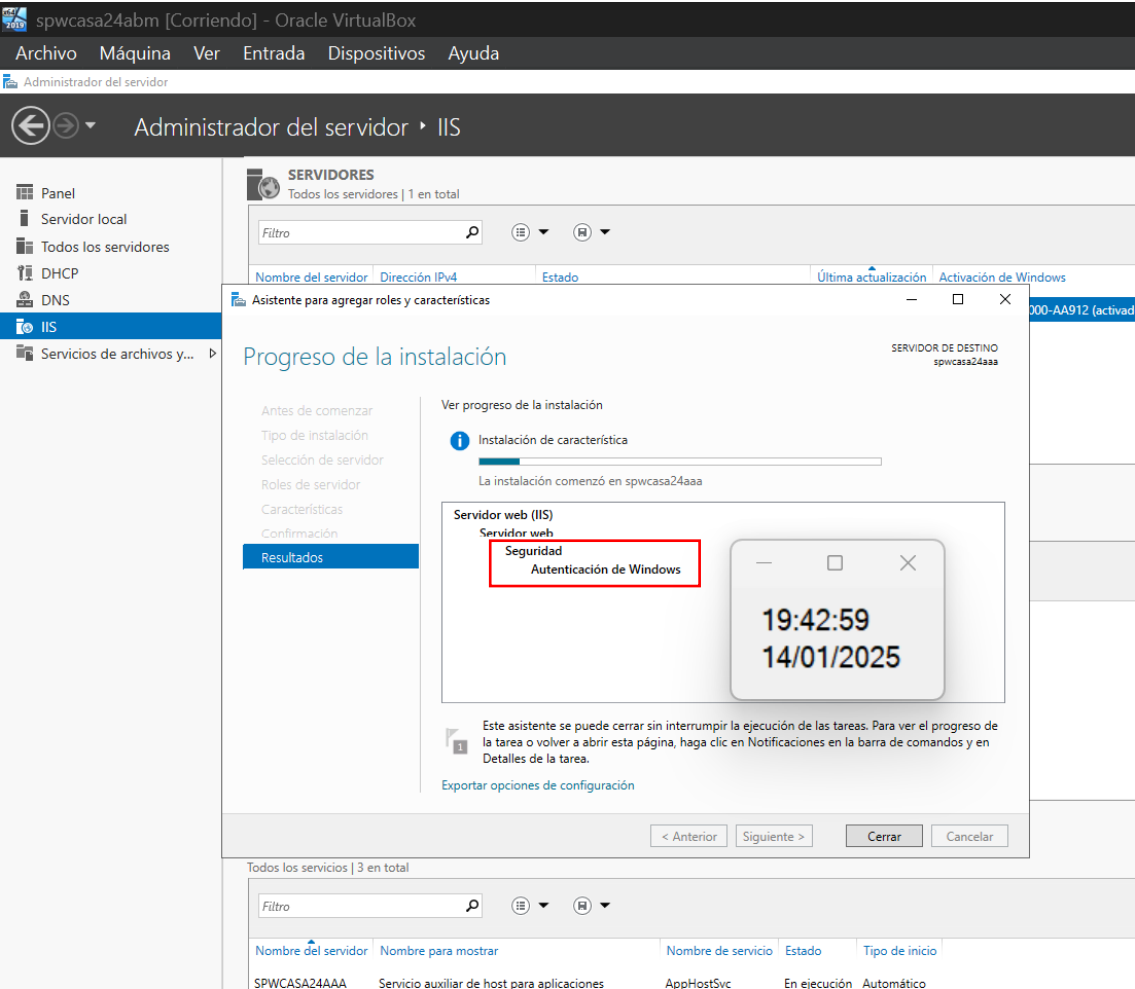 spwcasa24abm [Corriendo] - Oracle VirtualBox
Archivo Máquina Ver Entrada Dispositivos Ayuda
Administrador del servidor
Administrador del servidor ‣ IIS
Panel
Servidor local
Todos los servidores
DHCP
DNS
IIS
Servicios de archivos y...
SERVIDORES
Todos los servidores | 1 en total
Filtro
Nombre del servidor Dirección IPv4 Estado Última actualización Activación de Windows
000-AA912 (activad
Asistente para agregar roles y características
Progreso de la instalación
SERVIDOR DE DESTINO
spwcasa24aaa
Antes de comenzar
Tipo de instalación
Selección de servidor
Roles de servidor
Características
Confirmación
Resultados
Ver progreso de la instalación
Instalación de característica
La instalación comenzó en spwcasa24aaa
Servidor web (IIS)
Servidor web
Seguridad
Autenticación de Windows
19:42:59
14/01/2025
1
Este asistente se puede cerrar sin interrumpir la ejecución de las tareas. Para ver el progreso de
la tarea o volver a abrir esta página, haga clic en Notificaciones en la barra de comandos y en
Detalles de la tarea.
Exportar opciones de configuración
< Anterior Siguiente > Cerrar Cancelar
Todos los servicios | 3 en total
Filtro
Nombre del servidor Nombre para mostrar Nombre de servicio Estado Tipo de inicio
SPWCASA24AAA Servicio auxiliar de host para aplicaciones AppHostSvc En ejecución Automático